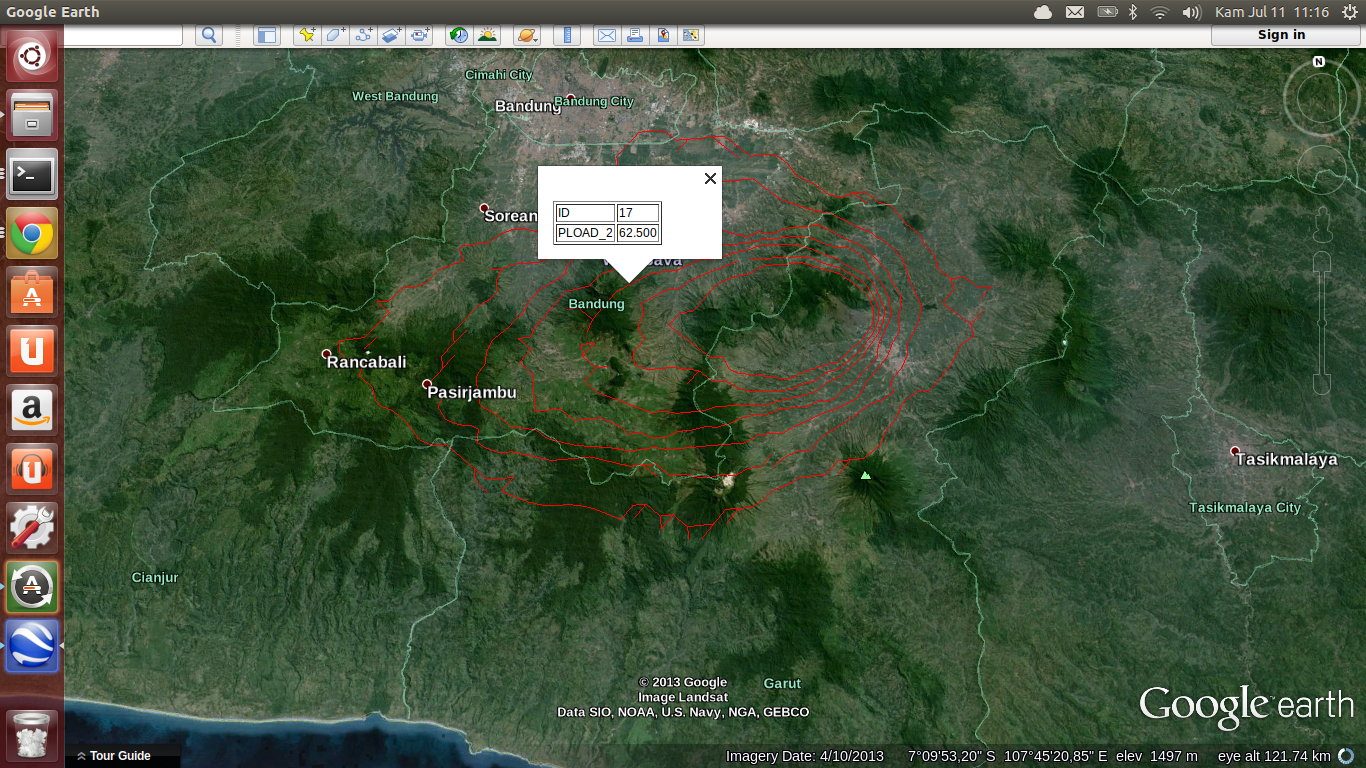 Google Earth
Kam Jul 11 11:16
Sign in
N
Cimahi City
West Bandung
Bandung
Bandung City
Sorean
ID 17
PLOAD_2 62.500
Bandung
Rancabali
Pasirjambu
Tasikmalaya
Tasikmalaya City
Cianjur
Garut
© 2013 Google
Image Landsat
Data SIO, NOAA, U.S. Navy, NGA, GEBCO
Google earth
Tour Guide
Imagery Date: 4/10/2013 7°09'53,20" S 107°45'20,85" E elev 1497 m eye alt 121.74 km